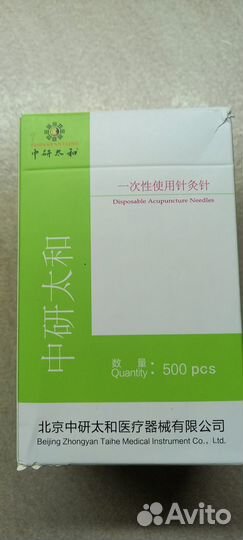 ZHONGYANTAIHE
中研太和
一次性使用针灸针
Disposable Acupuncture Needles
中研太和
数 量:
Quantity: 500 pcs
北京中研太和医疗器械有限公司
Beijing Zhongyan Taihe Medical Instrument Co., Ltd.
Avito